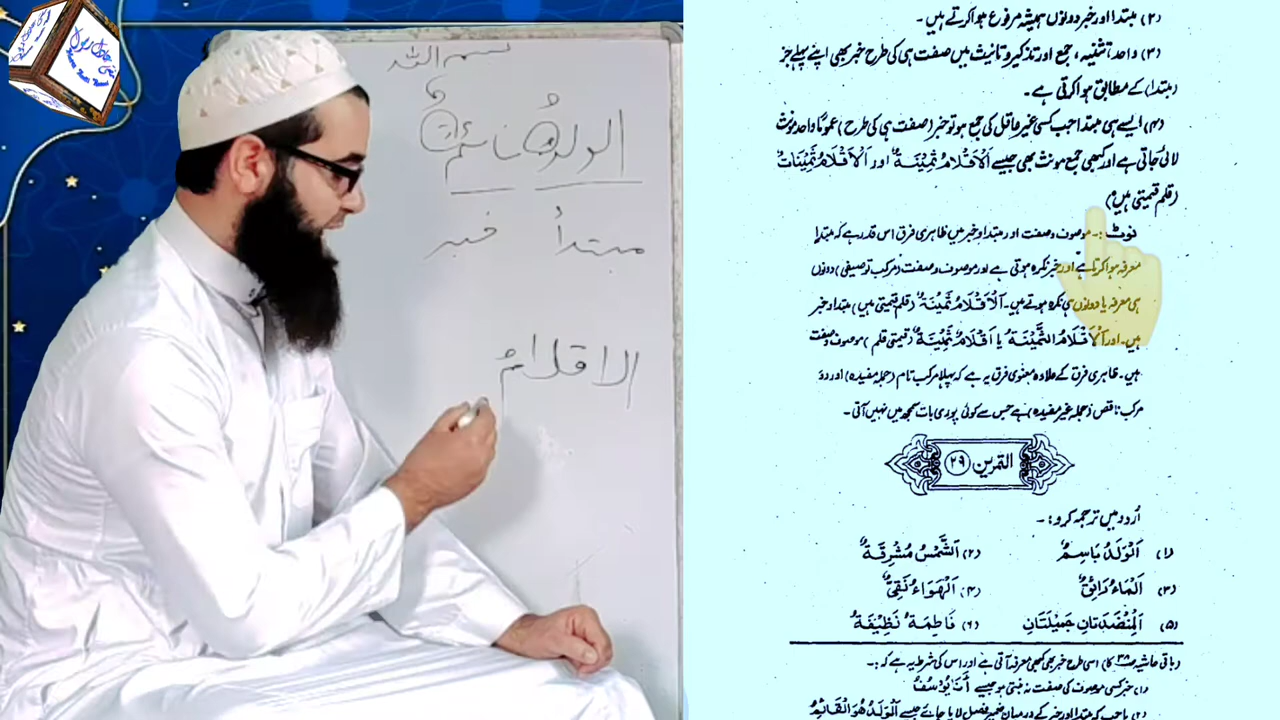 بسم اللہ
الولدُ قائمٌ
مبتدأ خبر
الاقلامُ
(۲) مبتدا اور خبر دونوں ہمیشہ مرفوع ہوا کرتے ہیں۔
(۳) واحد، تثنیہ، جمع اور تذکیر و تانیث میں صفت ہی کی طرح خبر بھی اپنے پہلے جز
(مبتدا) کے مطابق ہوا کرتی ہے۔
(۴) ایسے ہی مبتدا جب کسی غیر عاقل کی جمع ہو تو خبر (صفت ہی کی طرح) عموماً واحد مونث
لائی جاتی ہے اور کبھی جمع مونث بھی جیسے اَلْاَقْلَامُ ثَمِیْنَةٌ اور اَلْاَقْلَامُ ثَمِیْنَاتٌ
(قلم قیمتی ہیں)
نوٹ :۔ موصوف و صفت اور مبتدا و خبر میں ظاہری فرق اس قدر ہے کہ مبتدا
معرفہ ہوا کرتا ہے اور خبر نکرہ ہوتی ہے اور موصوف و صفت (مرکب توصیفی) دونوں
ہی معرفہ یا دونوں ہی نکرہ ہوتے ہیں۔ اَلْاَقْلَامُ ثَمِیْنَةٌ (قلم قیمتی ہیں) مبتدا و خبر
ہیں۔ اور اَلْاَقْلَامُ الثَّمِیْنَةُ یا اَقْلَامٌ ثَمِیْنَةٌ (قیمتی قلم) موصوف و صفت
ہیں۔ ظاہری فرق کے علاوہ معنوی فرق یہ ہے کہ پہلا مرکب تام (جملہ مفیدہ) اور دو
مرکب ناقص (جملہ غیر مفیدہ) ہے جس سے کوئی پوری بات سمجھ میں نہیں آتی۔
التمرین (۲۹)
اُردو میں ترجمہ کرو :۔
(۱) اَلْوَلَدُ بَاسِمٌ (۲) اَلشَّمْسُ مُشْرِقَةٌ
(۳) اَلْمَاءُ رَائِقٌ (۴) اَلْهَوَاءُ نَقِیٌّ
(۵) اَلْمِنْضَدَتَانِ جَمِیْلَتَانِ (۶) فَاطِمَةُ نَظِیْفَةٌ
(باقی حاشیہ صفحہ کا) اسی طرح خبر بھی کبھی معرفہ آتی ہے اور اس کی شرط یہ ہے کہ :۔
(۱) خبر کسی موصوف کی صفت نہ بنتی ہو جیسے اَنَا یُوْسُفُ
(۲) یا جب کہ مبتدا اور خبر کے درمیان ضمیر فصل لایا جائے جیسے اَلْوَلَدُ هُوَ الْقَائِمُ